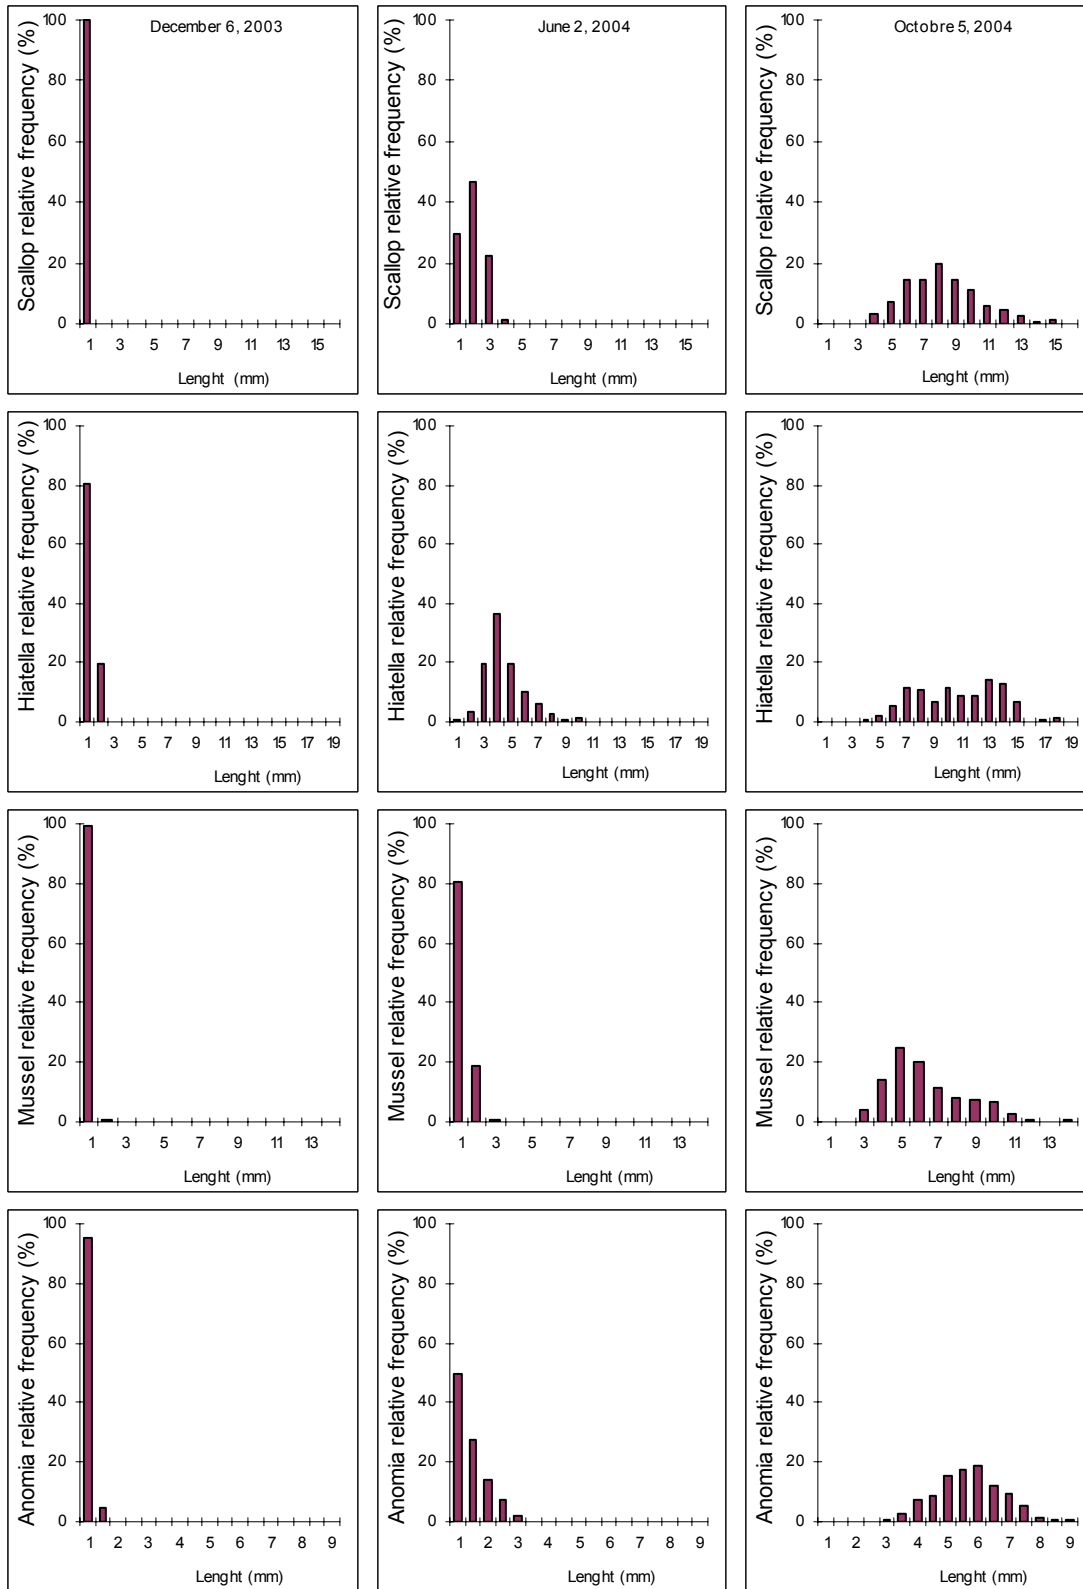 December 6, 2003
Scallop relative frequency (%)
100
80
60
40
20
0
1 3 5 7 9 11 13 15
Lenght (mm)
June 2, 2004
Scallop relative frequency (%)
100
80
60
40
20
0
1 3 5 7 9 11 13 15
Lenght (mm)
Octobre 5, 2004
Scallop relative frequency (%)
100
80
60
40
20
0
1 3 5 7 9 11 13 15
Lenght (mm)
Hiatella relative frequency (%)
100
80
60
40
20
0
1 3 5 7 9 11 13 15 17 19
Lenght (mm)
Hiatella relative frequency (%)
100
80
60
40
20
0
1 3 5 7 9 11 13 15 17 19
Lenght (mm)
Hiatella relative frequency (%)
100
80
60
40
20
0
1 3 5 7 9 11 13 15 17 19
Lenght (mm)
Mussel relative frequency (%)
100
80
60
40
20
0
1 3 5 7 9 11 13
Lenght (mm)
Mussel relative frequency (%)
100
80
60
40
20
0
1 3 5 7 9 11 13
Lenght (mm)
Mussel relative frequency (%)
100
80
60
40
20
0
1 3 5 7 9 11 13
Lenght (mm)
Anomia relative frequency (%)
100
80
60
40
20
0
1 2 3 4 5 6 7 8 9
Lenght (mm)
Anomia relative frequency (%)
100
80
60
40
20
0
1 2 3 4 5 6 7 8 9
Lenght (mm)
Anomia relative frequency (%)
100
80
60
40
20
0
1 2 3 4 5 6 7 8 9
Lenght (mm)